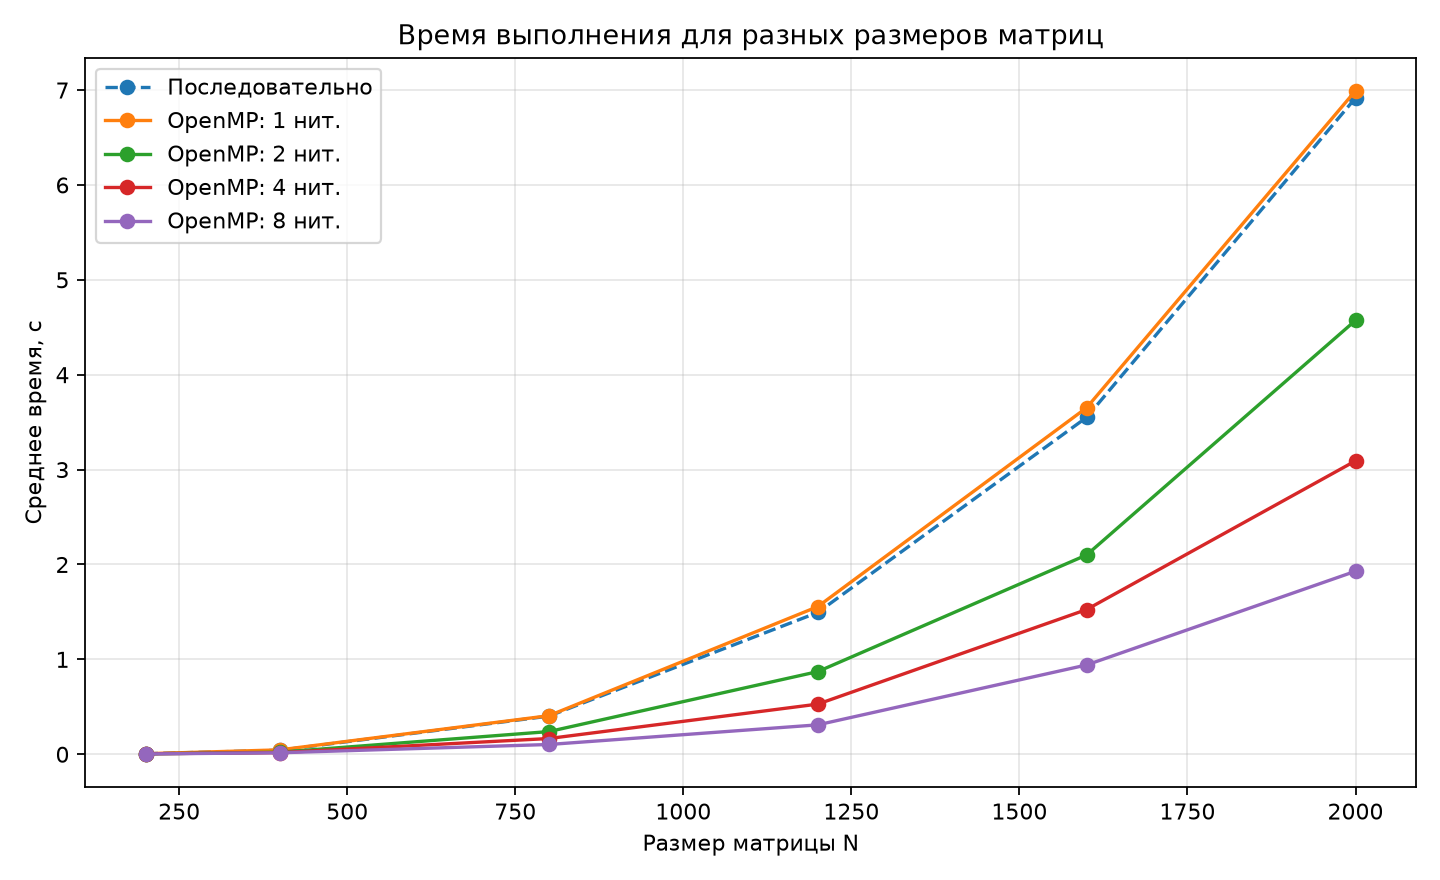 Время выполнения для разных размеров матриц
Последовательно
OpenMP: 1 нит.
OpenMP: 2 нит.
OpenMP: 4 нит.
OpenMP: 8 нит.
Среднее время, с
7
6
5
4
3
2
1
0
250 500 750 1000 1250 1500 1750 2000
Размер матрицы N